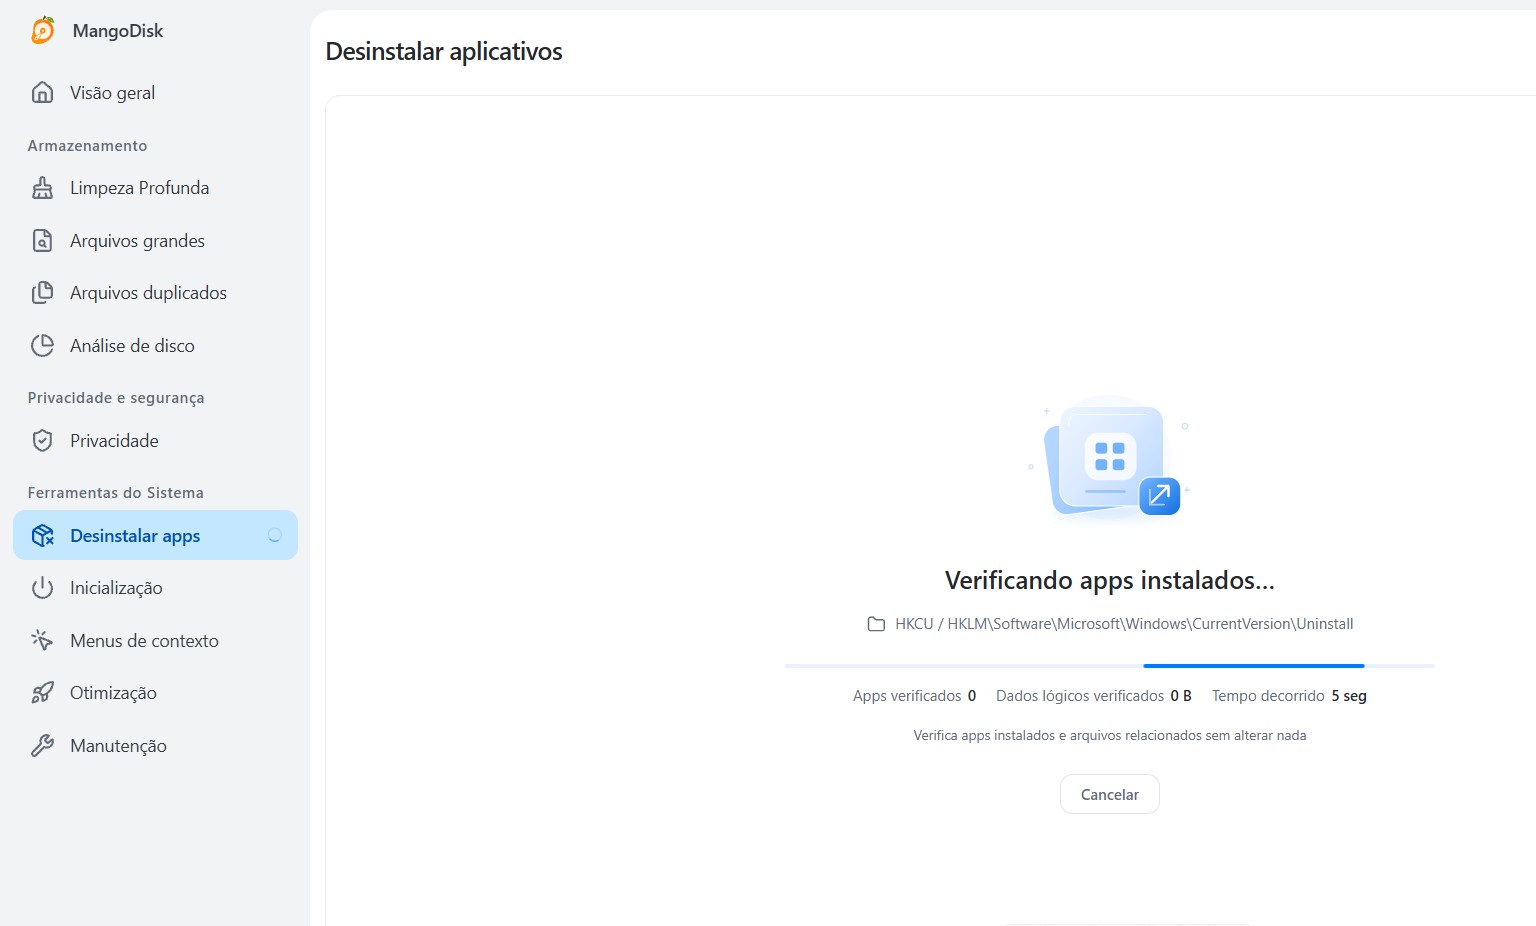 MangoDisk
Visão geral
Armazenamento
Limpeza Profunda
Arquivos grandes
Arquivos duplicados
Análise de disco
Privacidade e segurança
Privacidade
Ferramentas do Sistema
Desinstalar apps
Inicialização
Menus de contexto
Otimização
Manutenção
Desinstalar aplicativos
Verificando apps instalados...
HKCU / HKLM\Software\Microsoft\Windows\CurrentVersion\Uninstall
Apps verificados 0 Dados lógicos verificados 0 B Tempo decorrido 5 seg
Verifica apps instalados e arquivos relacionados sem alterar nada
Cancelar